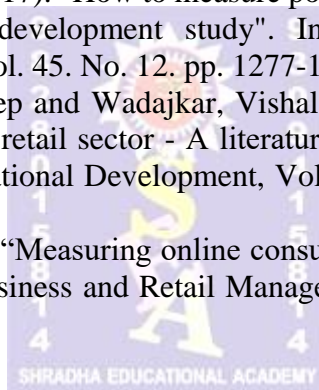 17). "How to measure po
development study". In
ol. 45. No. 12. pp. 1277-1
ep and Wadajkar, Vishal
retail sector - A literatur
ational Development, Vol
"Measuring online consu
siness and Retail Manage
SHRADHA EDUCATIONAL ACADEMY